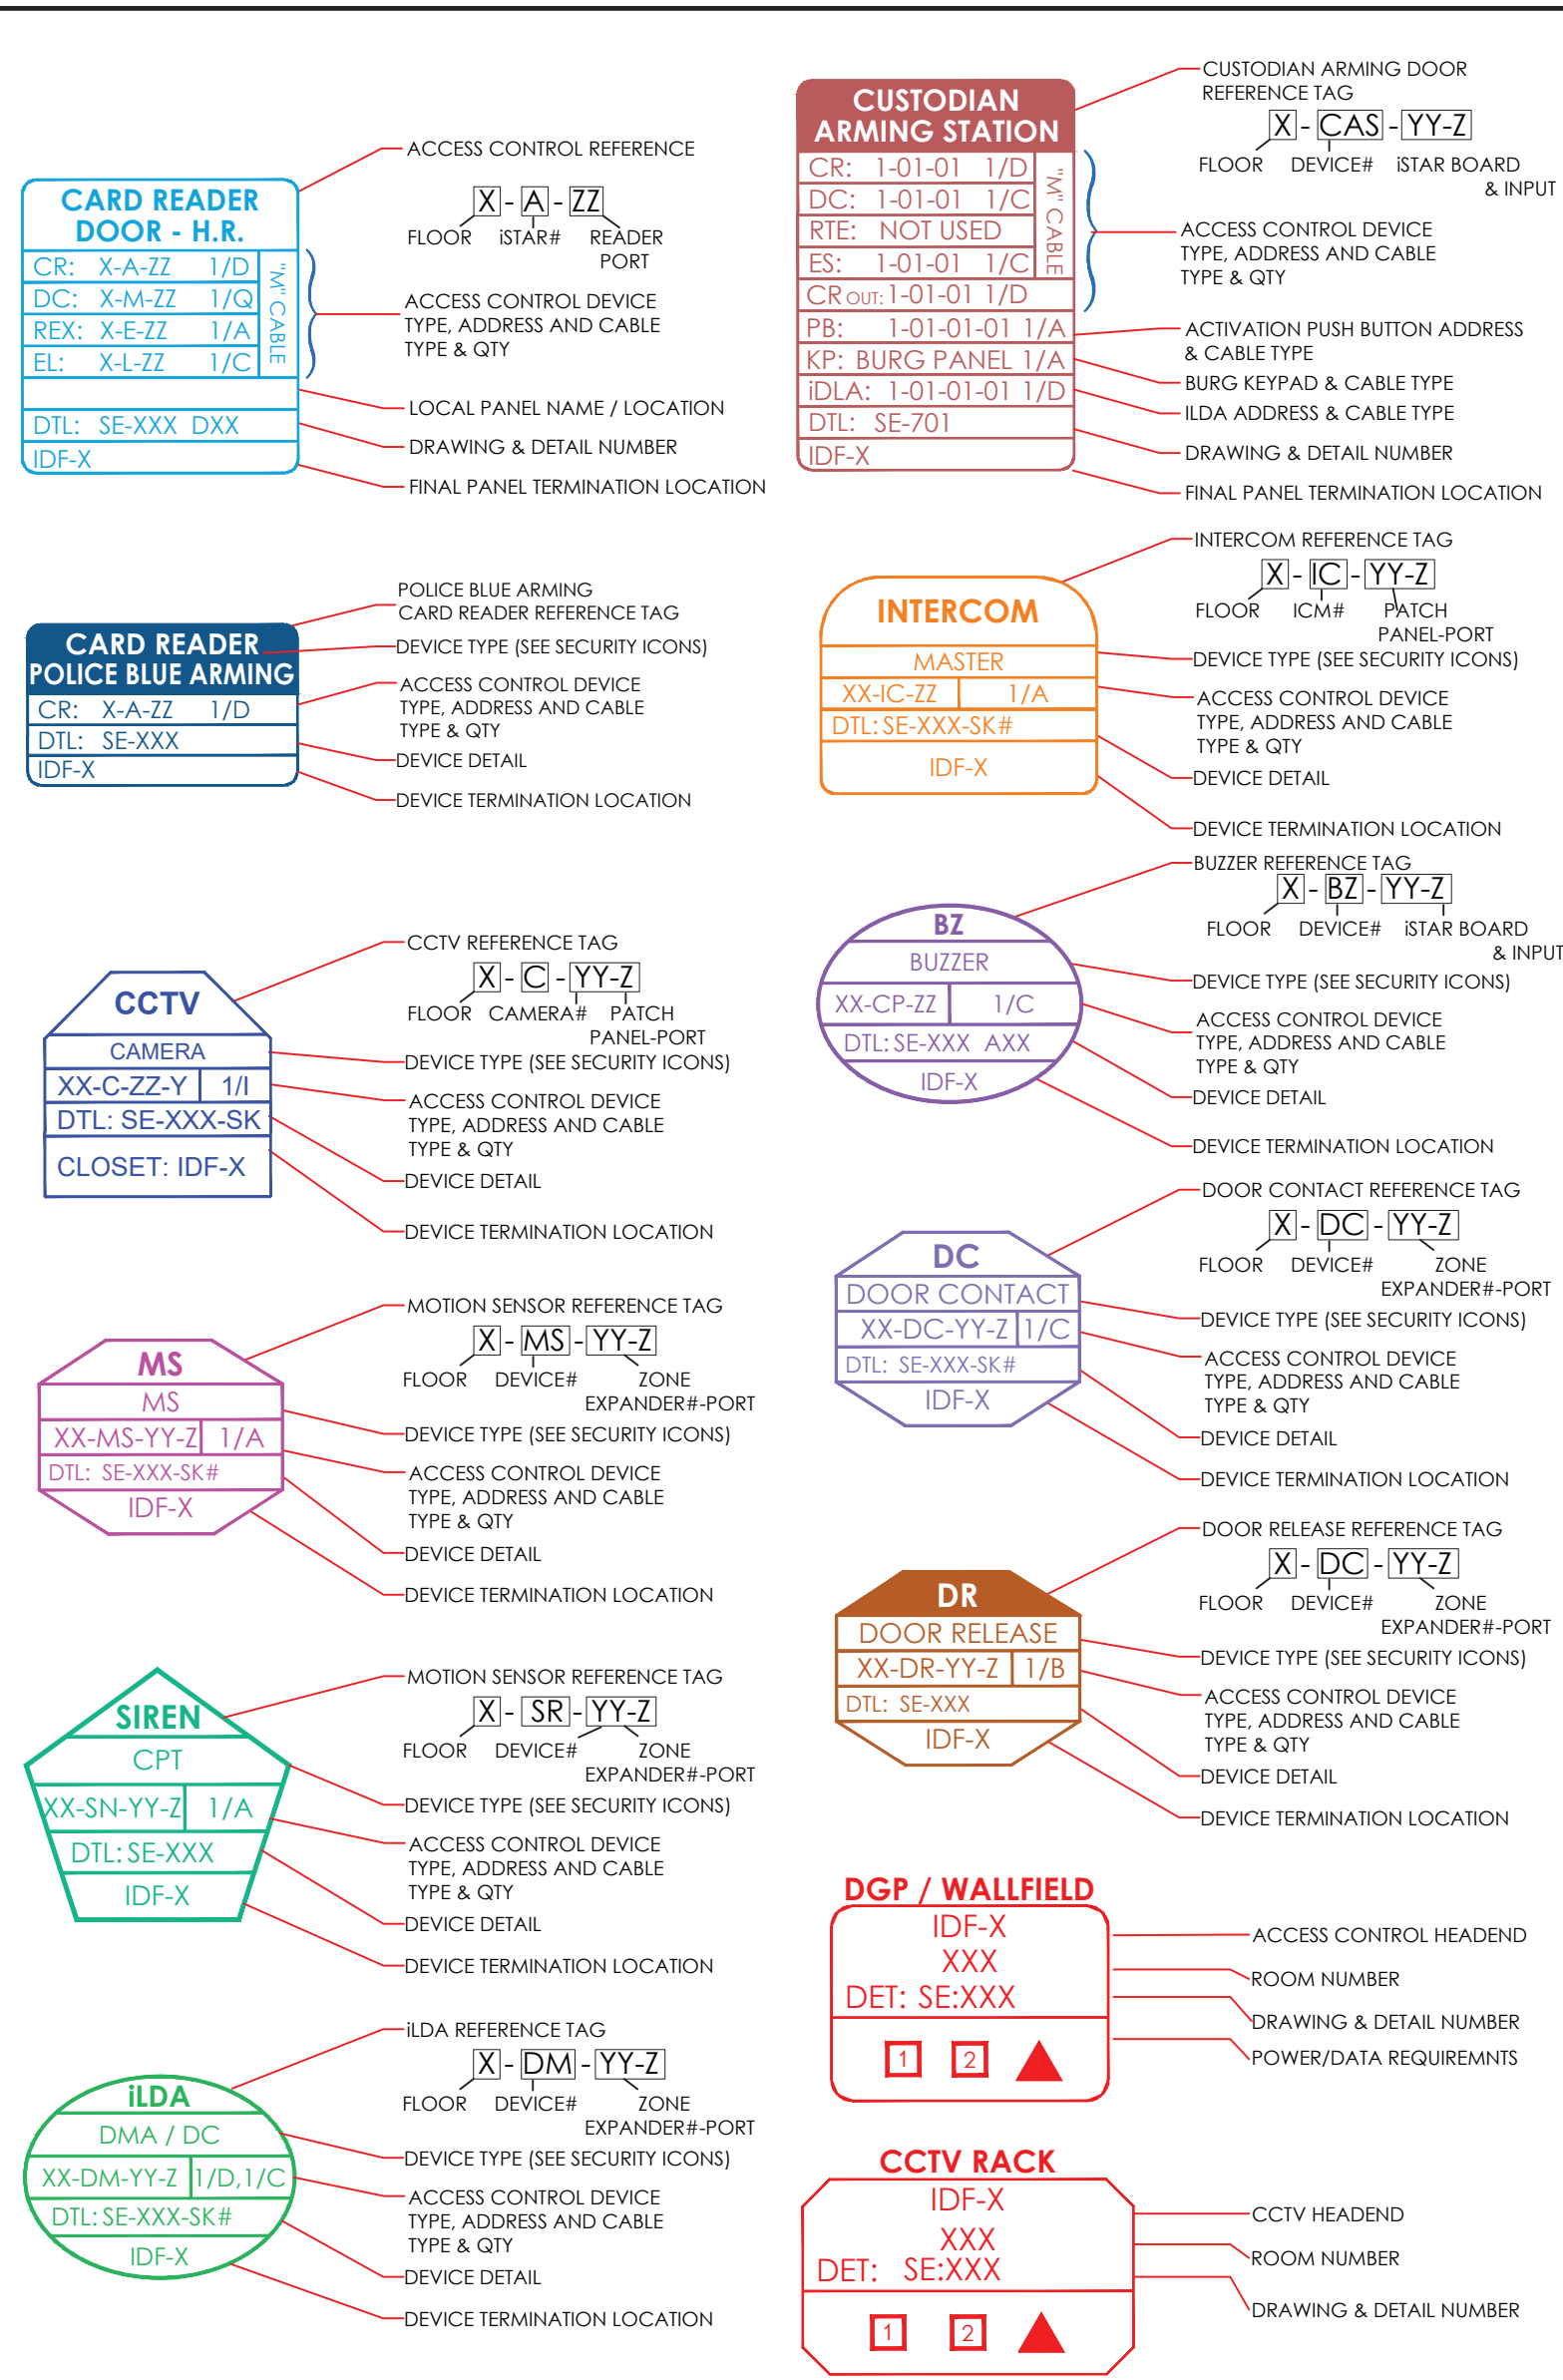 CARD READER
DOOR - H.R.
CR: X-A-ZZ 1/D
DC: X-M-ZZ 1/Q
REX: X-E-ZZ 1/A
EL: X-L-ZZ 1/C
"M" CABLE
DTL: SE-XXX DXX
IDF-X
ACCESS CONTROL REFERENCE
X - A - ZZ
FLOOR iSTAR# READER
PORT
ACCESS CONTROL DEVICE
TYPE, ADDRESS AND CABLE
TYPE & QTY
LOCAL PANEL NAME / LOCATION
DRAWING & DETAIL NUMBER
FINAL PANEL TERMINATION LOCATION
CARD READER
POLICE BLUE ARMING
CR: X-A-ZZ 1/D
DTL: SE-XXX
IDF-X
POLICE BLUE ARMING
CARD READER REFERENCE TAG
DEVICE TYPE (SEE SECURITY ICONS)
ACCESS CONTROL DEVICE
TYPE, ADDRESS AND CABLE
TYPE & QTY
DEVICE DETAIL
DEVICE TERMINATION LOCATION
CCTV
CAMERA
XX-C-ZZ-Y 1/I
DTL: SE-XXX-SK
CLOSET: IDF-X
CCTV REFERENCE TAG
X - C - YY-Z
FLOOR CAMERA# PATCH
PANEL-PORT
DEVICE TYPE (SEE SECURITY ICONS)
ACCESS CONTROL DEVICE
TYPE, ADDRESS AND CABLE
TYPE & QTY
DEVICE DETAIL
DEVICE TERMINATION LOCATION
MS
MS
XX-MS-YY-Z 1/A
DTL: SE-XXX-SK#
IDF-X
MOTION SENSOR REFERENCE TAG
X - MS - YY-Z
FLOOR DEVICE# ZONE
EXPANDER#-PORT
DEVICE TYPE (SEE SECURITY ICONS)
ACCESS CONTROL DEVICE
TYPE, ADDRESS AND CABLE
TYPE & QTY
DEVICE DETAIL
DEVICE TERMINATION LOCATION
SIREN
CPT
XX-SN-YY-Z 1/A
DTL: SE-XXX
IDF-X
MOTION SENSOR REFERENCE TAG
X - SR - YY-Z
FLOOR DEVICE# ZONE
EXPANDER#-PORT
DEVICE TYPE (SEE SECURITY ICONS)
ACCESS CONTROL DEVICE
TYPE, ADDRESS AND CABLE
TYPE & QTY
DEVICE DETAIL
DEVICE TERMINATION LOCATION
iLDA
DMA / DC
XX-DM-YY-Z 1/D,1/C
DTL: SE-XXX-SK#
IDF-X
iLDA REFERENCE TAG
X - DM - YY-Z
FLOOR DEVICE# ZONE
EXPANDER#-PORT
DEVICE TYPE (SEE SECURITY ICONS)
ACCESS CONTROL DEVICE
TYPE, ADDRESS AND CABLE
TYPE & QTY
DEVICE DETAIL
DEVICE TERMINATION LOCATION
CUSTODIAN
ARMING STATION
CR: 1-01-01 1/D
DC: 1-01-01 1/C
RTE: NOT USED
ES: 1-01-01 1/C
"M" CABLE
CR OUT: 1-01-01 1/D
PB: 1-01-01-01 1/A
KP: BURG PANEL 1/A
iDLA: 1-01-01-01 1/D
DTL: SE-701
IDF-X
CUSTODIAN ARMING DOOR
REFERENCE TAG
X - CAS - YY-Z
FLOOR DEVICE# iSTAR BOARD
& INPUT
ACCESS CONTROL DEVICE
TYPE, ADDRESS AND CABLE
TYPE & QTY
ACTIVATION PUSH BUTTON ADDRESS
& CABLE TYPE
BURG KEYPAD & CABLE TYPE
ILDA ADDRESS & CABLE TYPE
DRAWING & DETAIL NUMBER
FINAL PANEL TERMINATION LOCATION
INTERCOM
MASTER
XX-IC-ZZ 1/A
DTL: SE-XXX-SK#
IDF-X
INTERCOM REFERENCE TAG
X - IC - YY-Z
FLOOR ICM# PATCH
PANEL-PORT
DEVICE TYPE (SEE SECURITY ICONS)
ACCESS CONTROL DEVICE
TYPE, ADDRESS AND CABLE
TYPE & QTY
DEVICE DETAIL
DEVICE TERMINATION LOCATION
BZ
BUZZER
XX-CP-ZZ 1/C
DTL: SE-XXX AXX
IDF-X
BUZZER REFERENCE TAG
X - BZ - YY-Z
FLOOR DEVICE# iSTAR BOARD
& INPUT
DEVICE TYPE (SEE SECURITY ICONS)
ACCESS CONTROL DEVICE
TYPE, ADDRESS AND CABLE
TYPE & QTY
DEVICE DETAIL
DEVICE TERMINATION LOCATION
DC
DOOR CONTACT
XX-DC-YY-Z 1/C
DTL: SE-XXX-SK#
IDF-X
DOOR CONTACT REFERENCE TAG
X - DC - YY-Z
FLOOR DEVICE# ZONE
EXPANDER#-PORT
DEVICE TYPE (SEE SECURITY ICONS)
ACCESS CONTROL DEVICE
TYPE, ADDRESS AND CABLE
TYPE & QTY
DEVICE DETAIL
DEVICE TERMINATION LOCATION
DR
DOOR RELEASE
XX-DR-YY-Z 1/B
DTL: SE-XXX
IDF-X
DOOR RELEASE REFERENCE TAG
X - DC - YY-Z
FLOOR DEVICE# ZONE
EXPANDER#-PORT
DEVICE TYPE (SEE SECURITY ICONS)
ACCESS CONTROL DEVICE
TYPE, ADDRESS AND CABLE
TYPE & QTY
DEVICE DETAIL
DEVICE TERMINATION LOCATION
DGP / WALLFIELD
IDF-X
XXX
DET: SE:XXX
1 2
ACCESS CONTROL HEADEND
ROOM NUMBER
DRAWING & DETAIL NUMBER
POWER/DATA REQUIREMNTS
CCTV RACK
IDF-X
XXX
DET: SE:XXX
1 2
CCTV HEADEND
ROOM NUMBER
DRAWING & DETAIL NUMBER